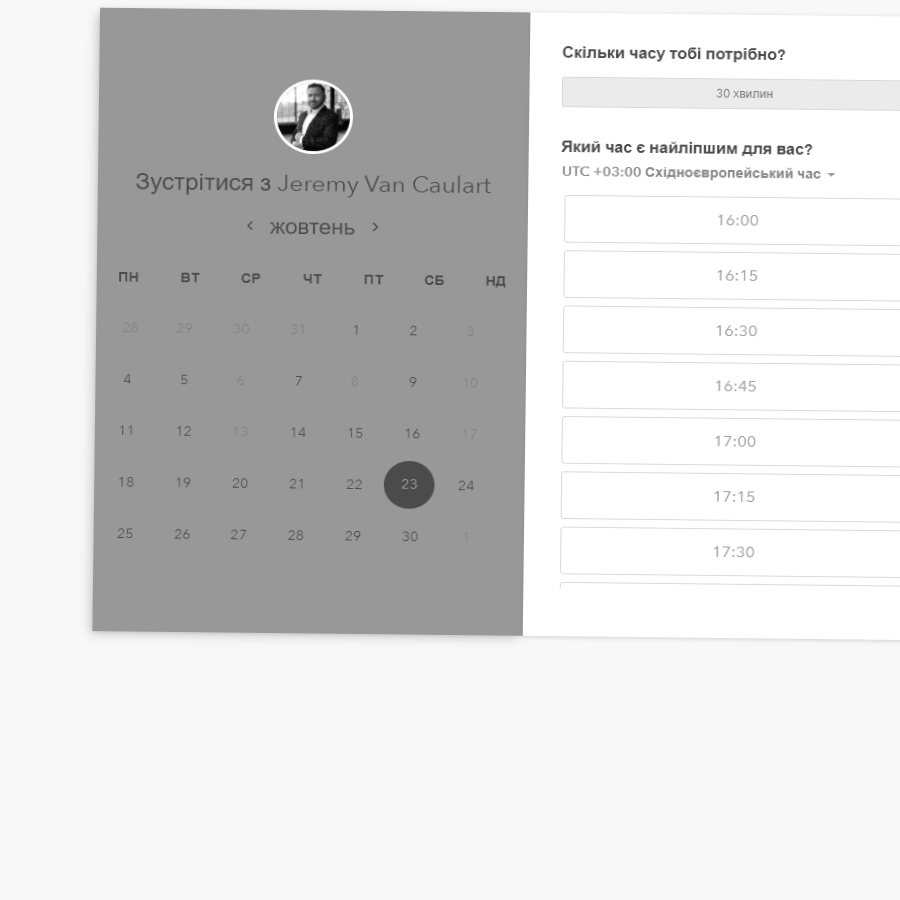 Зустрітися з Jeremy Van Caulart
жовтень
ПН ВТ СР ЧТ ПТ СБ НД
28 29 30 31 1 2 3
4 5 6 7 8 9 10
11 12 13 14 15 16 17
18 19 20 21 22 23 24
25 26 27 28 29 30 1
Скільки часу тобі потрібно?
30 хвилин
Який час є найліпшим для вас?
UTC +03:00 Східноєвропейський час
16:00
16:15
16:30
16:45
17:00
17:15
17:30